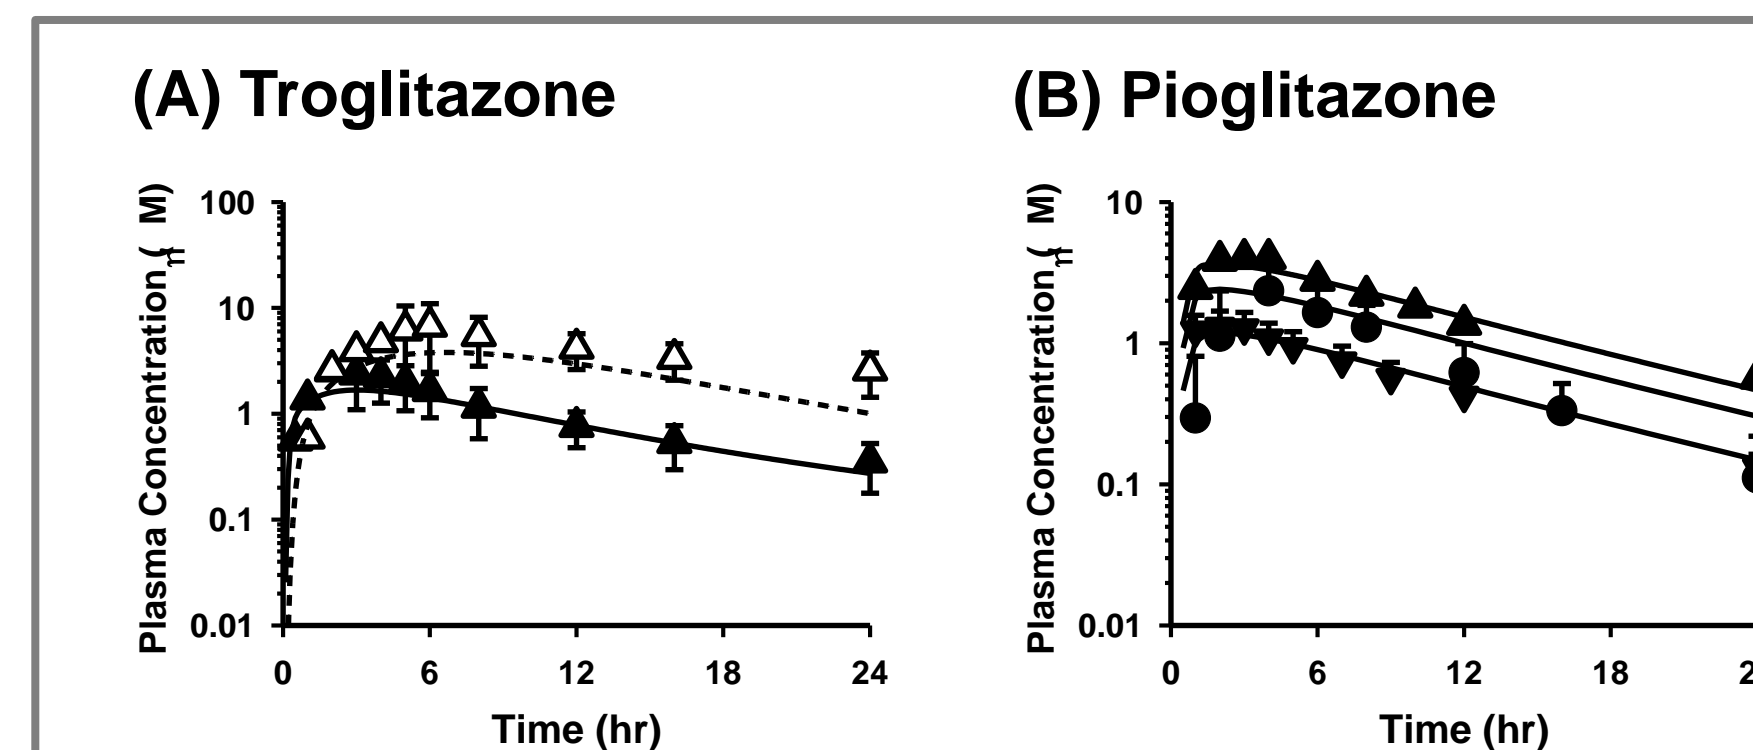 (A) Troglitazone
(B) Pioglitazone
Plasma Concentration (m M)
100
10
1
0.1
0.01
0 6 12 18 24
Time (hr)
Plasma Concentration (m M)
10
1
0.1
0.01
0 6 12 18
Time (hr)